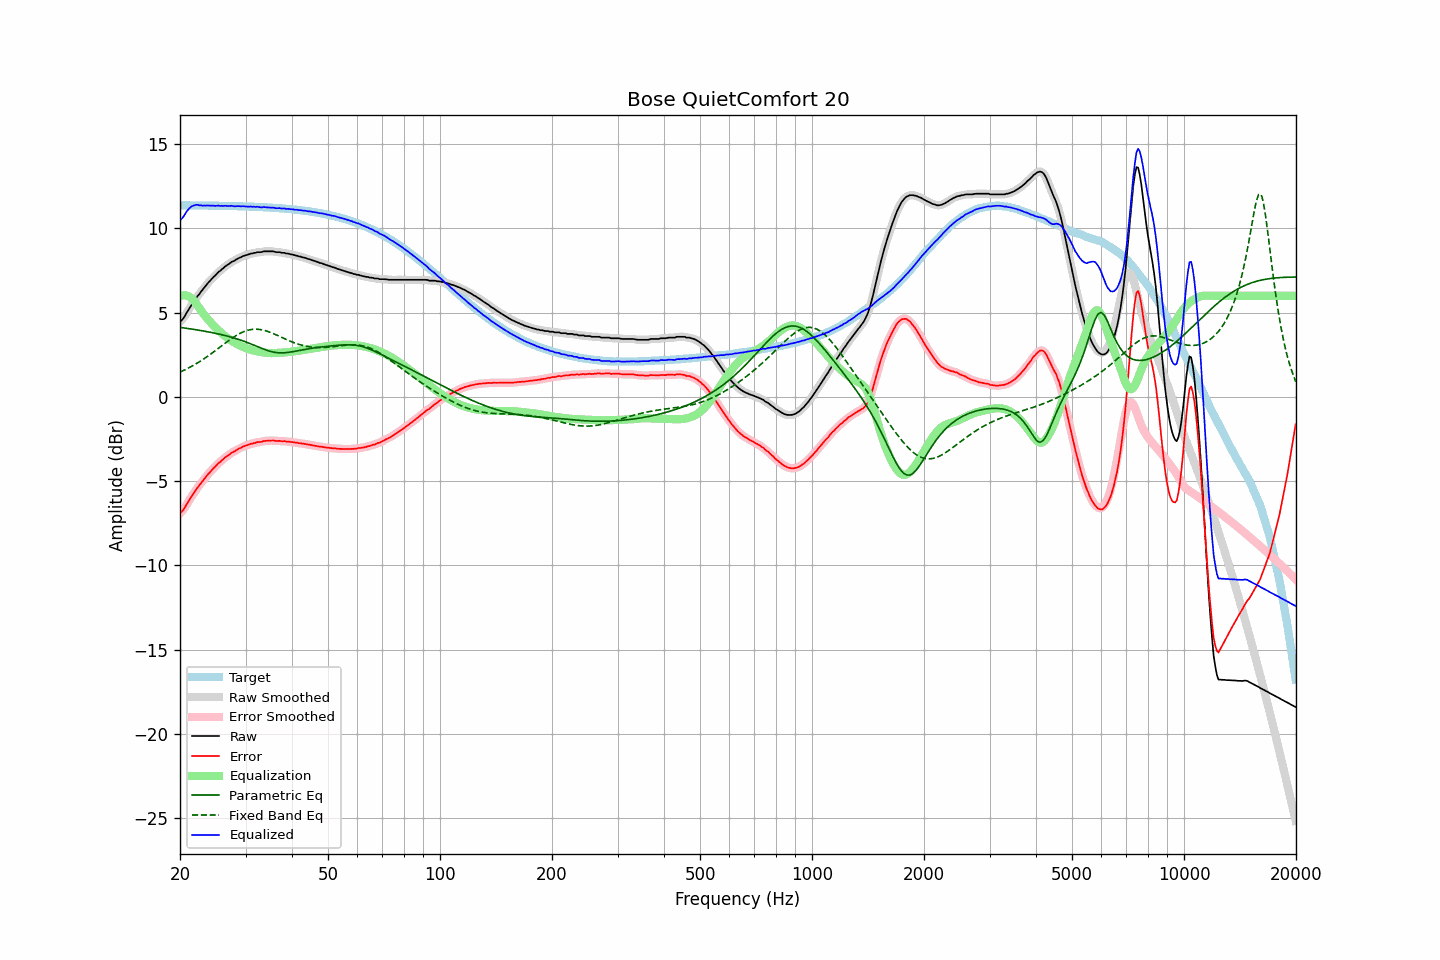 Bose QuietComfort 20
Amplitude (dBr)
15
10
5
0
−5
−10
−15
−20
−25
Target
Raw Smoothed
Error Smoothed
Raw
Error
Equalization
Parametric Eq
Fixed Band Eq
Equalized
20 50 100 200 500 1000 2000 5000 10000 20000
Frequency (Hz)